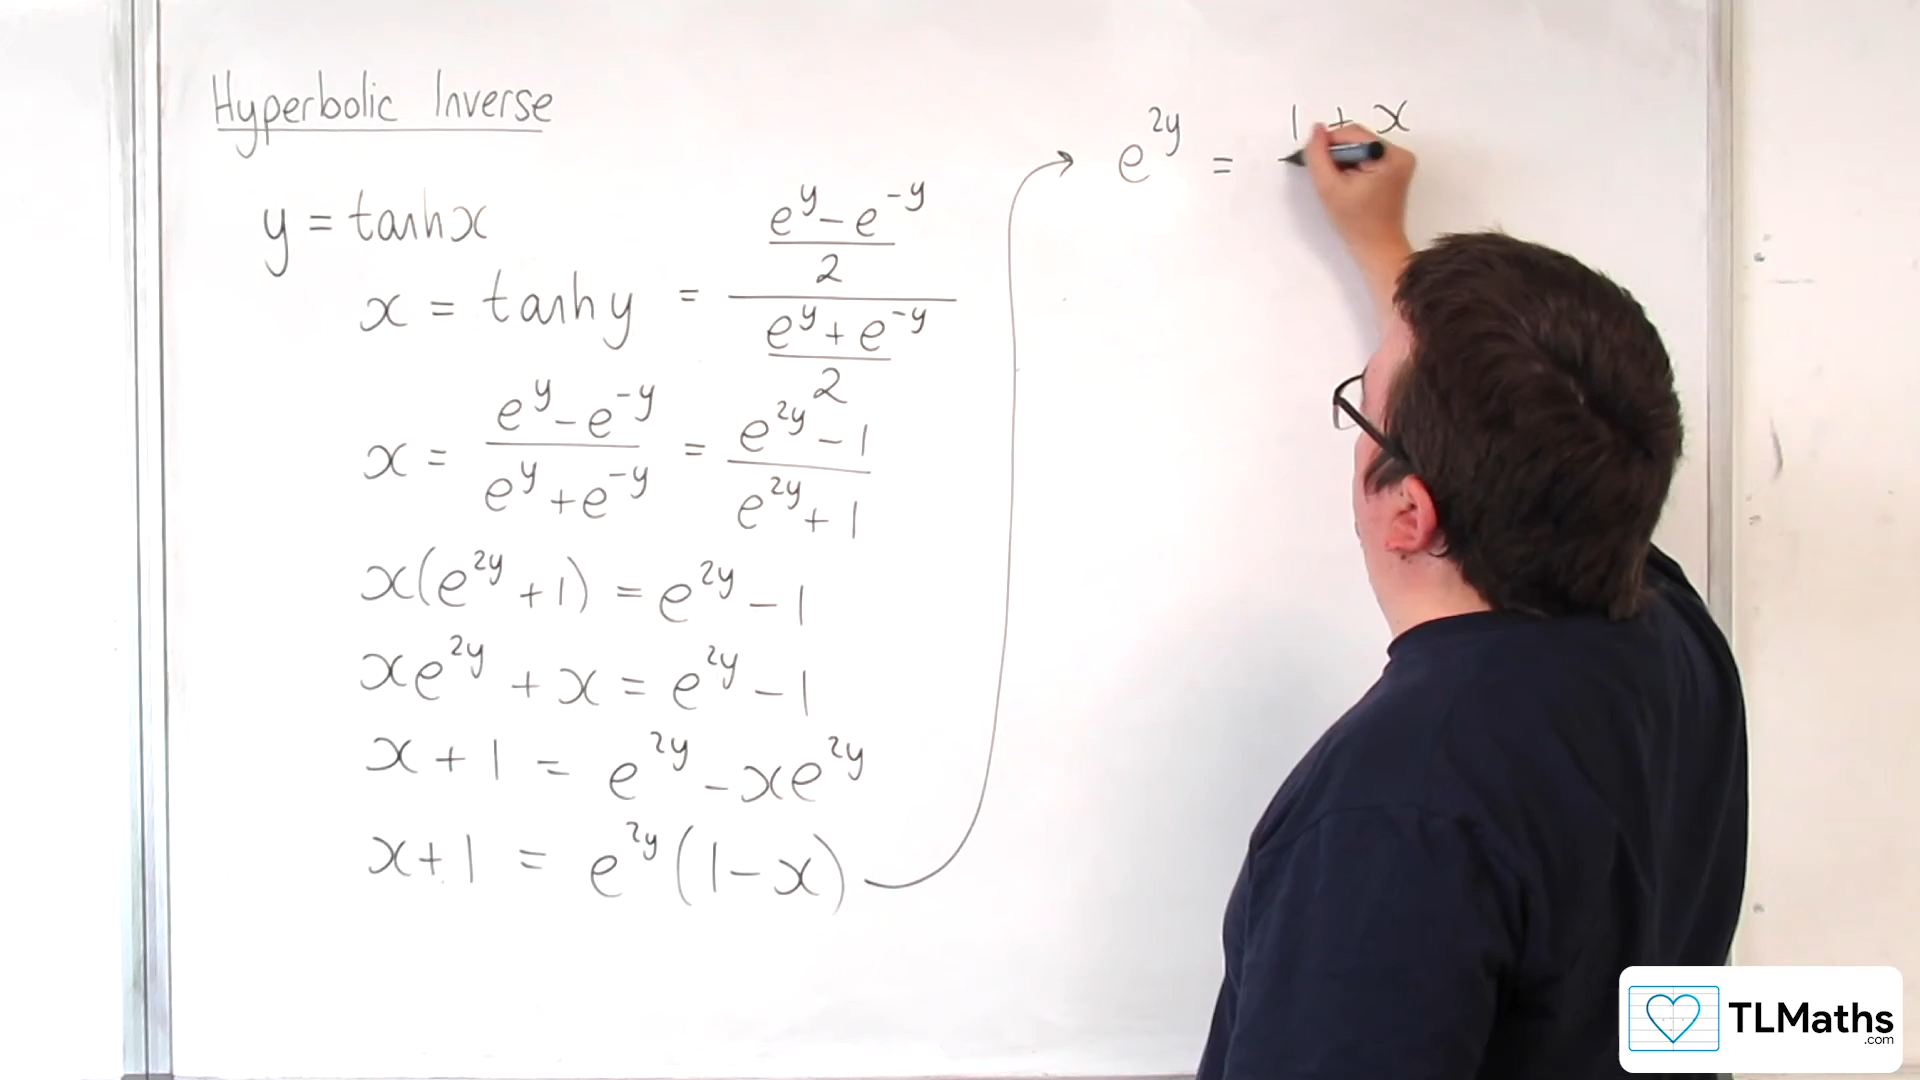 Hyperbolic Inverse
y = tanhx
x = tanh y = ((e^y - e^-y)/2)/((e^y + e^-y)/2)
x = (e^y - e^-y)/(e^y + e^-y) = (e^2y - 1)/(e^2y + 1)
x(e^2y + 1) = e^2y - 1
xe^2y + x = e^2y - 1
x + 1 = e^2y - xe^2y
x + 1 = e^2y (1 - x)
e^2y = 1 + x
TLMaths
.com